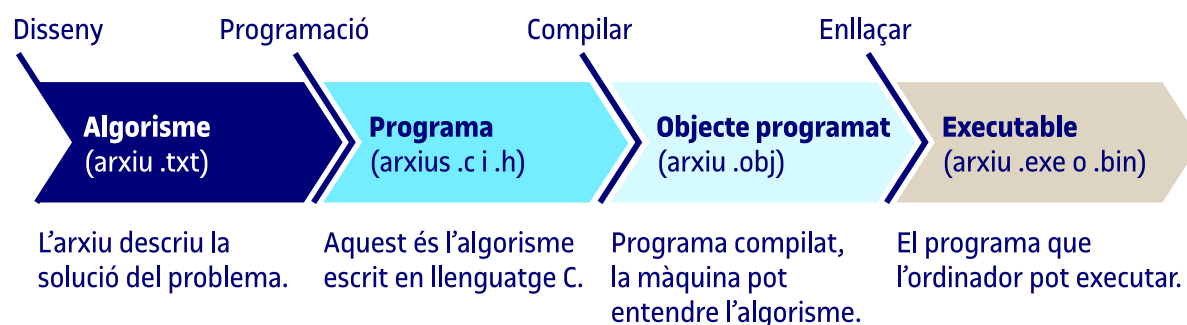 Disseny
Programació
Compilar
Enllaçar
Algorisme
(arxiu .txt)
Programa
(arxius .c i .h)
Objecte programat
(arxiu .obj)
Executable
(arxiu .exe o .bin)
L’arxiu descriu la
solució del problema.
Aquest és l’algorisme
escrit en llenguatge C.
Programa compilat,
la màquina pot
entendre l’algorisme.
El programa que
l’ordinador pot executar.